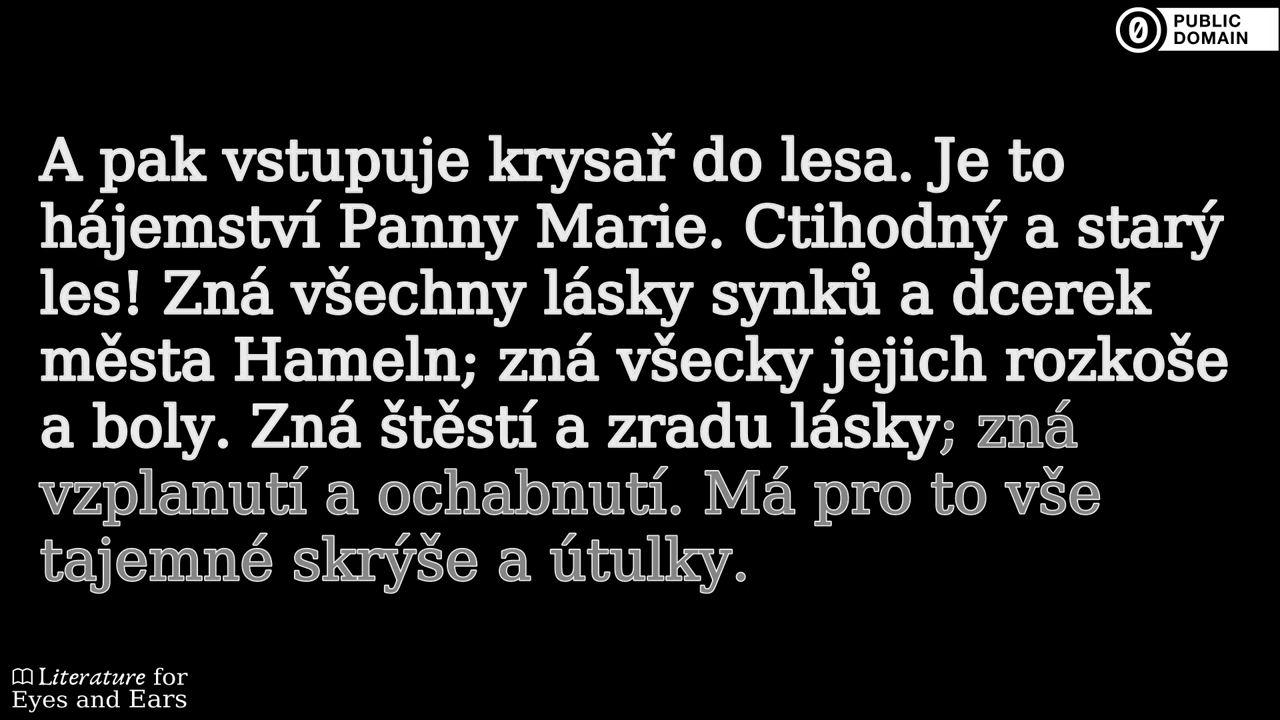 PUBLIC
DOMAIN
A pak vstupuje krysař do lesa. Je to
hájemství Panny Marie. Ctihodný a starý
les! Zná všechny lásky synků a dcerek
města Hameln; zná všecky jejich rozkoše
a boly. Zná štěstí a zradu lásky; zná
vzplanutí a ochabnutí. Má pro to vše
tajemné skrýše a útulky.
Literature for
Eyes and Ears